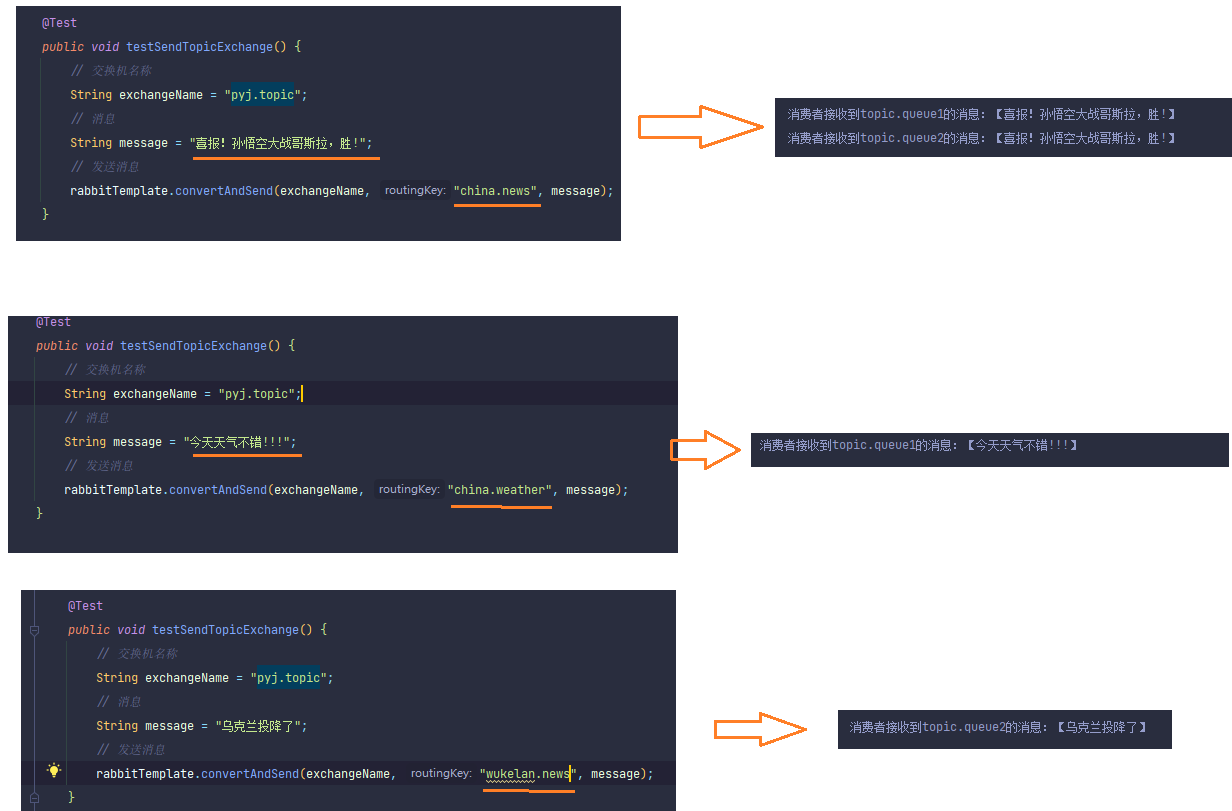 @Test
public void testSendTopicExchange() {
// 交换机名称
String exchangeName = "pyj.topic";
// 消息
String message = "喜报！孙悟空大战哥斯拉，胜!";
// 发送消息
rabbitTemplate.convertAndSend(exchangeName, routingKey: "china.news", message);
}
消费者接收到topic.queue1的消息：【喜报！孙悟空大战哥斯拉，胜!】
消费者接收到topic.queue2的消息：【喜报！孙悟空大战哥斯拉，胜!】
@Test
public void testSendTopicExchange() {
// 交换机名称
String exchangeName = "pyj.topic";
// 消息
String message = "今天天气不错!!!";
// 发送消息
rabbitTemplate.convertAndSend(exchangeName, routingKey: "china.weather", message);
}
消费者接收到topic.queue1的消息：【今天天气不错!!!】
@Test
public void testSendTopicExchange() {
// 交换机名称
String exchangeName = "pyj.topic";
// 消息
String message = "乌克兰投降了";
// 发送消息
rabbitTemplate.convertAndSend(exchangeName, routingKey: "wukelan.news", message);
}
消费者接收到topic.queue2的消息：【乌克兰投降了】